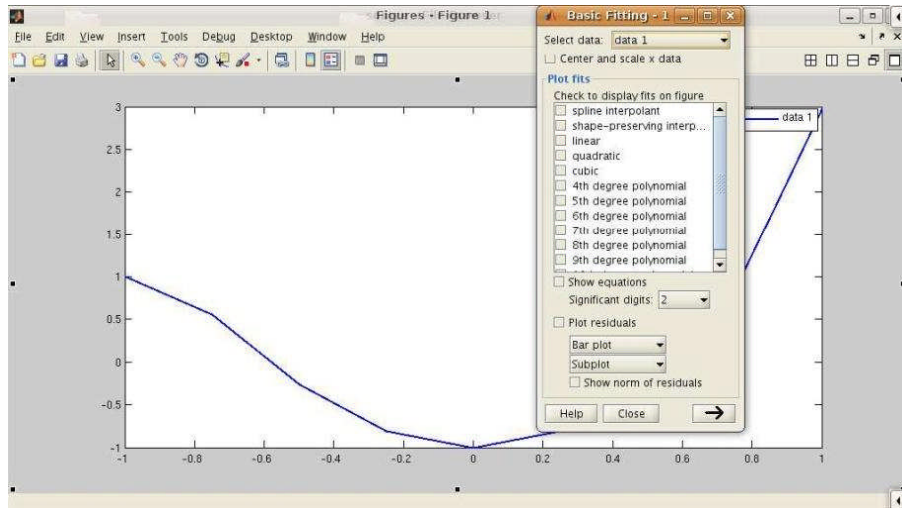 Figures - Figure 1
File Edit View Insert Tools Debug Desktop Window Help
Basic Fitting - 1
Select data: data 1
Center and scale x data
Plot fits
Check to display fits on figure
spline interpolant
shape-preserving interp...
linear
quadratic
cubic
4th degree polynomial
5th degree polynomial
6th degree polynomial
7th degree polynomial
8th degree polynomial
9th degree polynomial
Show equations
Significant digits: 2
Plot residuals
Bar plot
Subplot
Show norm of residuals
Help Close
data 1
3
2.5
2
1.5
1
0.5
0
-0.5
-1
-1 -0.8 -0.6 -0.4 -0.2 0 0.2 0.4 0.6 0.8 1